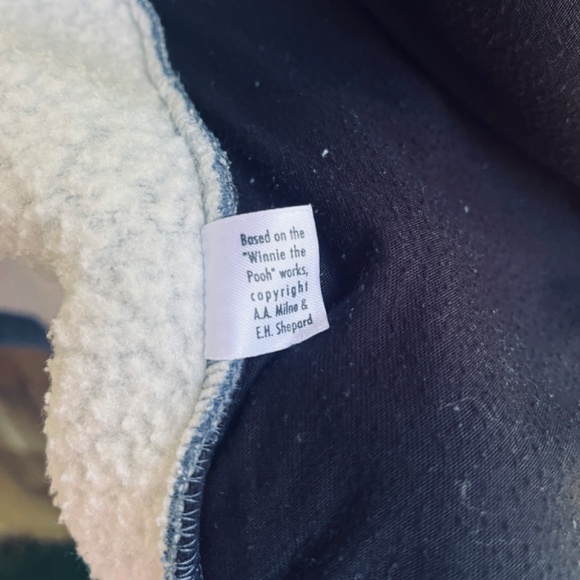 Based on the
"Winnie the
Pooh" works,
copyright
A.A. Milne &
E.H. Shepard